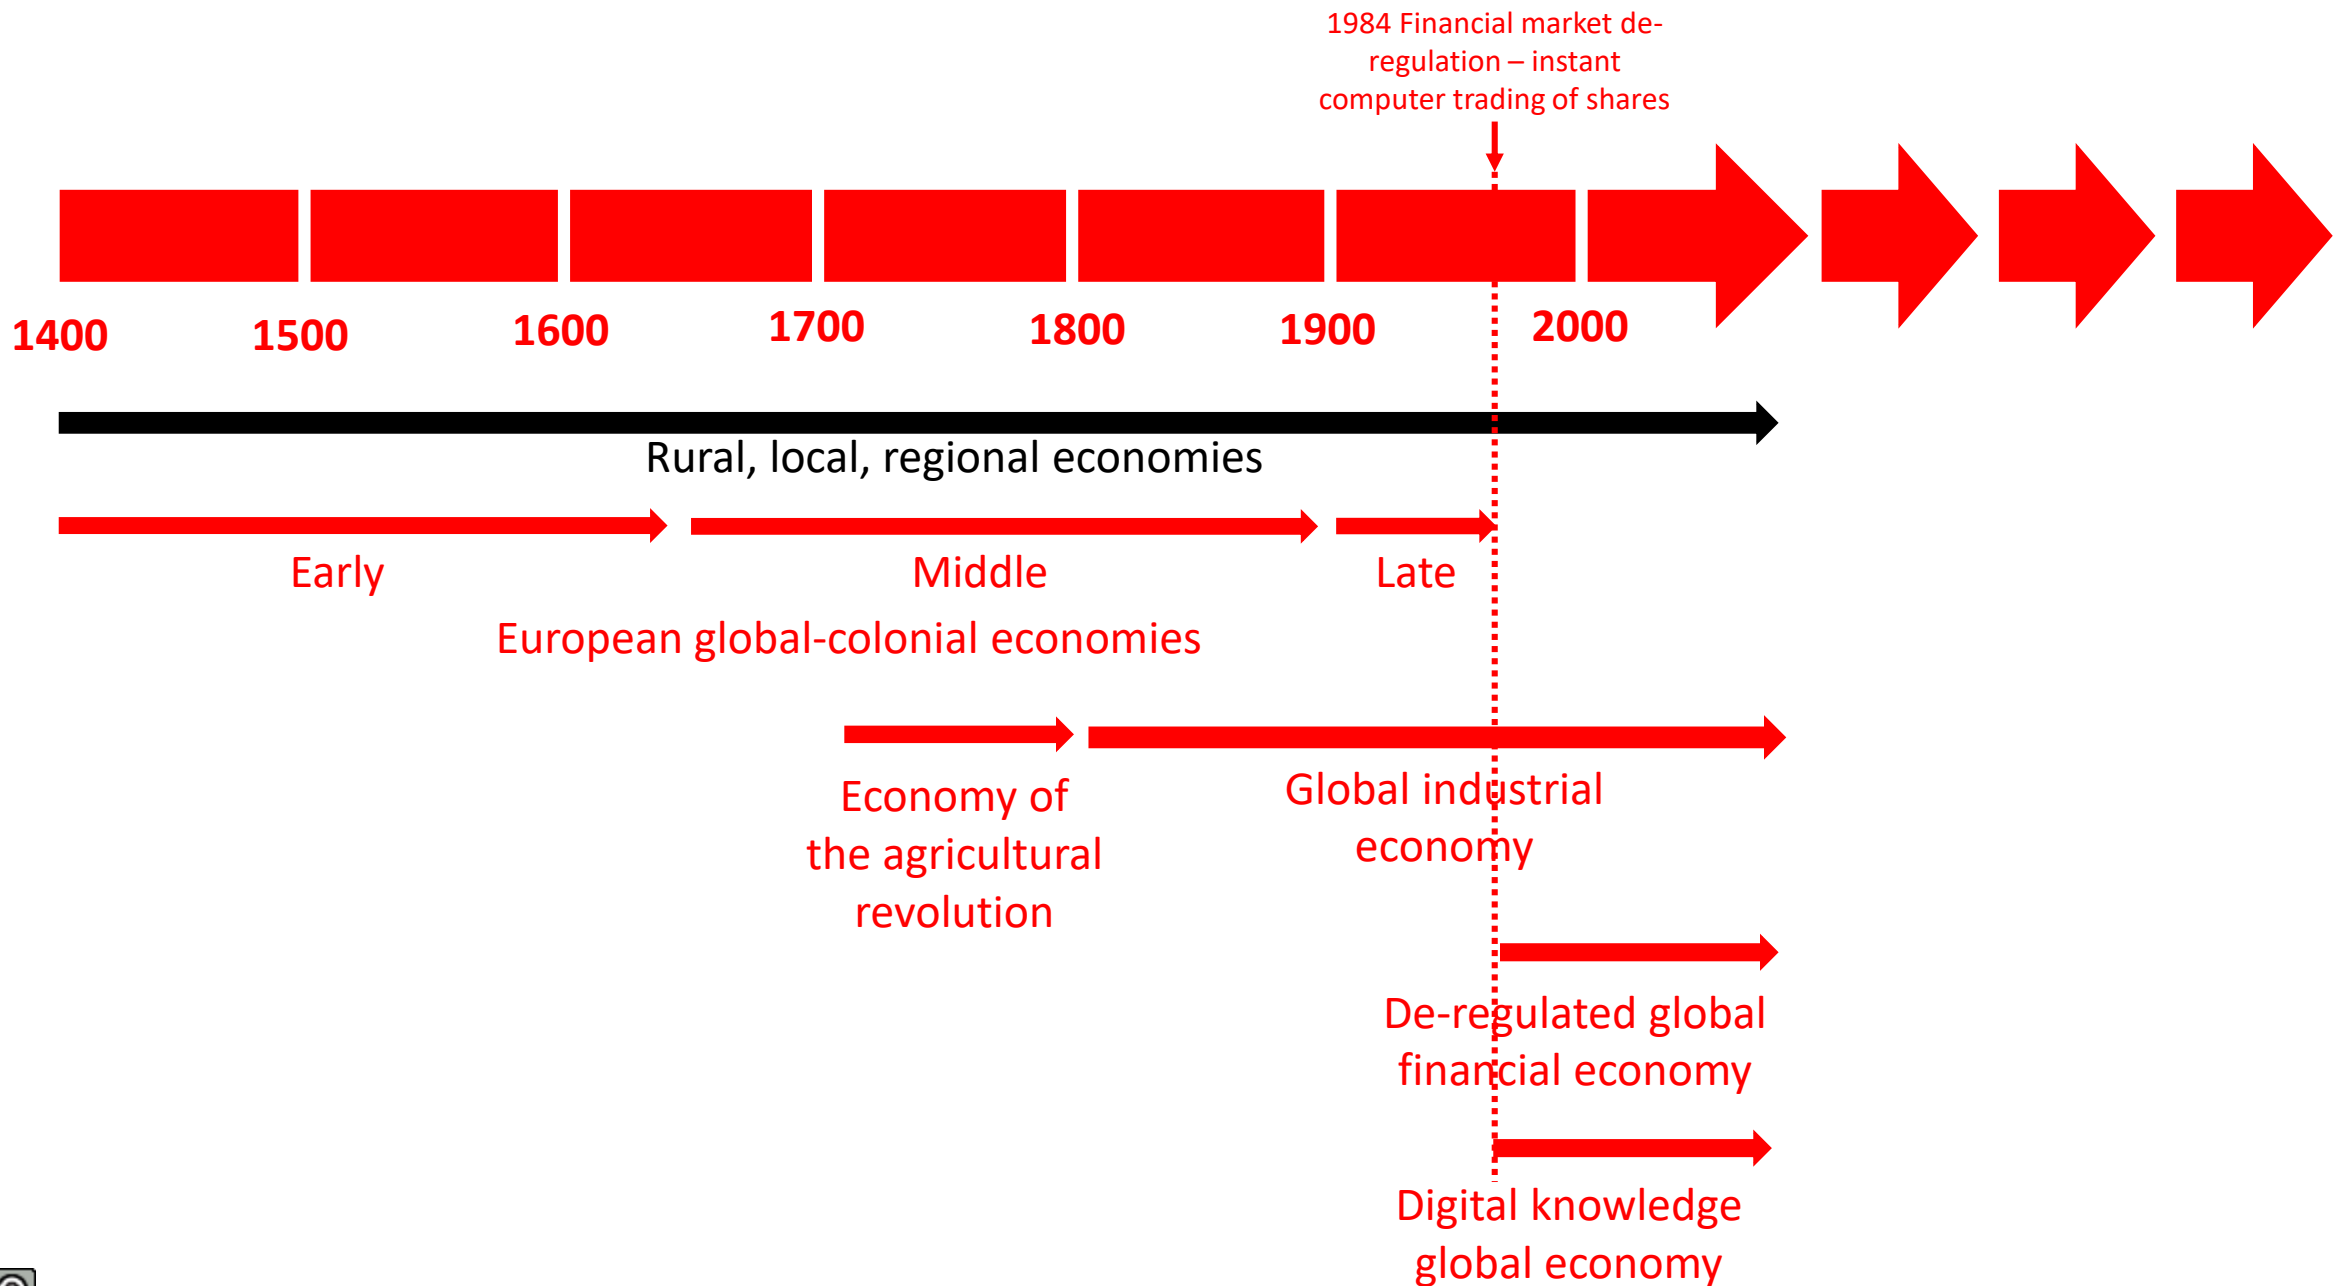 1984 Financial market de-
regulation – instant
computer trading of shares
1400
1500
1600
1700
1800
1900
2000
Rural, local, regional economies
Early
Middle
Late
European global-colonial economies
Economy of
the agricultural
revolution
Global industrial
economy
De-regulated global
financial economy
Digital knowledge
global economy